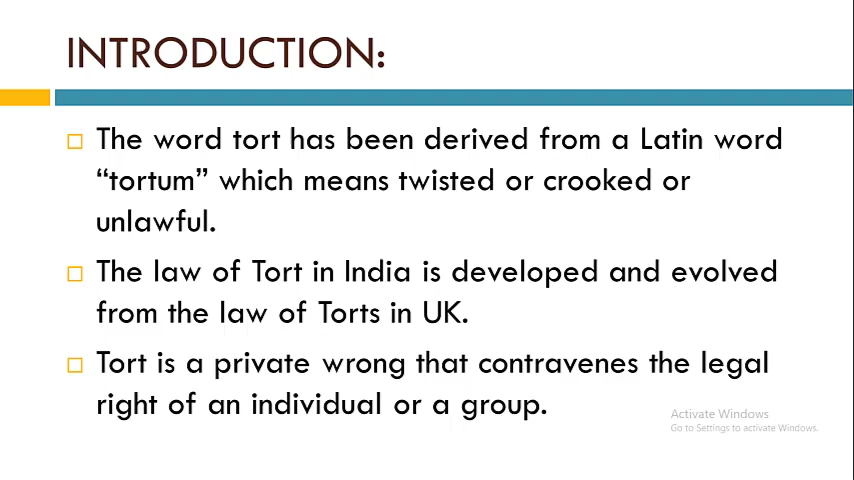 INTRODUCTION:
The word tort has been derived from a Latin word
“tortum” which means twisted or crooked or
unlawful.
The law of Tort in India is developed and evolved
from the law of Torts in UK.
Tort is a private wrong that contravenes the legal
right of an individual or a group.
Activate Windows
Go to Settings to activate Windows.